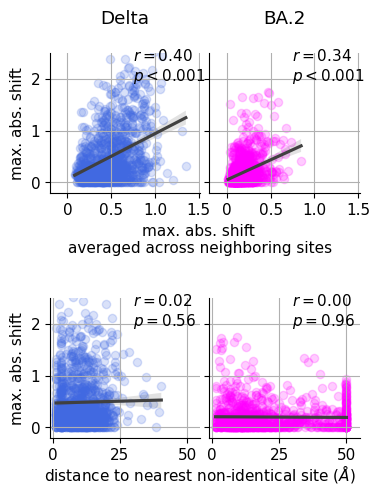 Delta BA.2
r = 0.40 r = 0.34
p < 0.001 p < 0.001
2
1
0
max. abs. shift
0 0.5 1.0 1.5 0 0.5 1.0 1.5
max. abs. shift
averaged across neighboring sites
r = 0.02 r = 0.00
p = 0.56 p = 0.96
2
1
0
max. abs. shift
0 25 50 0 25 50
distance to nearest non-identical site (Å)